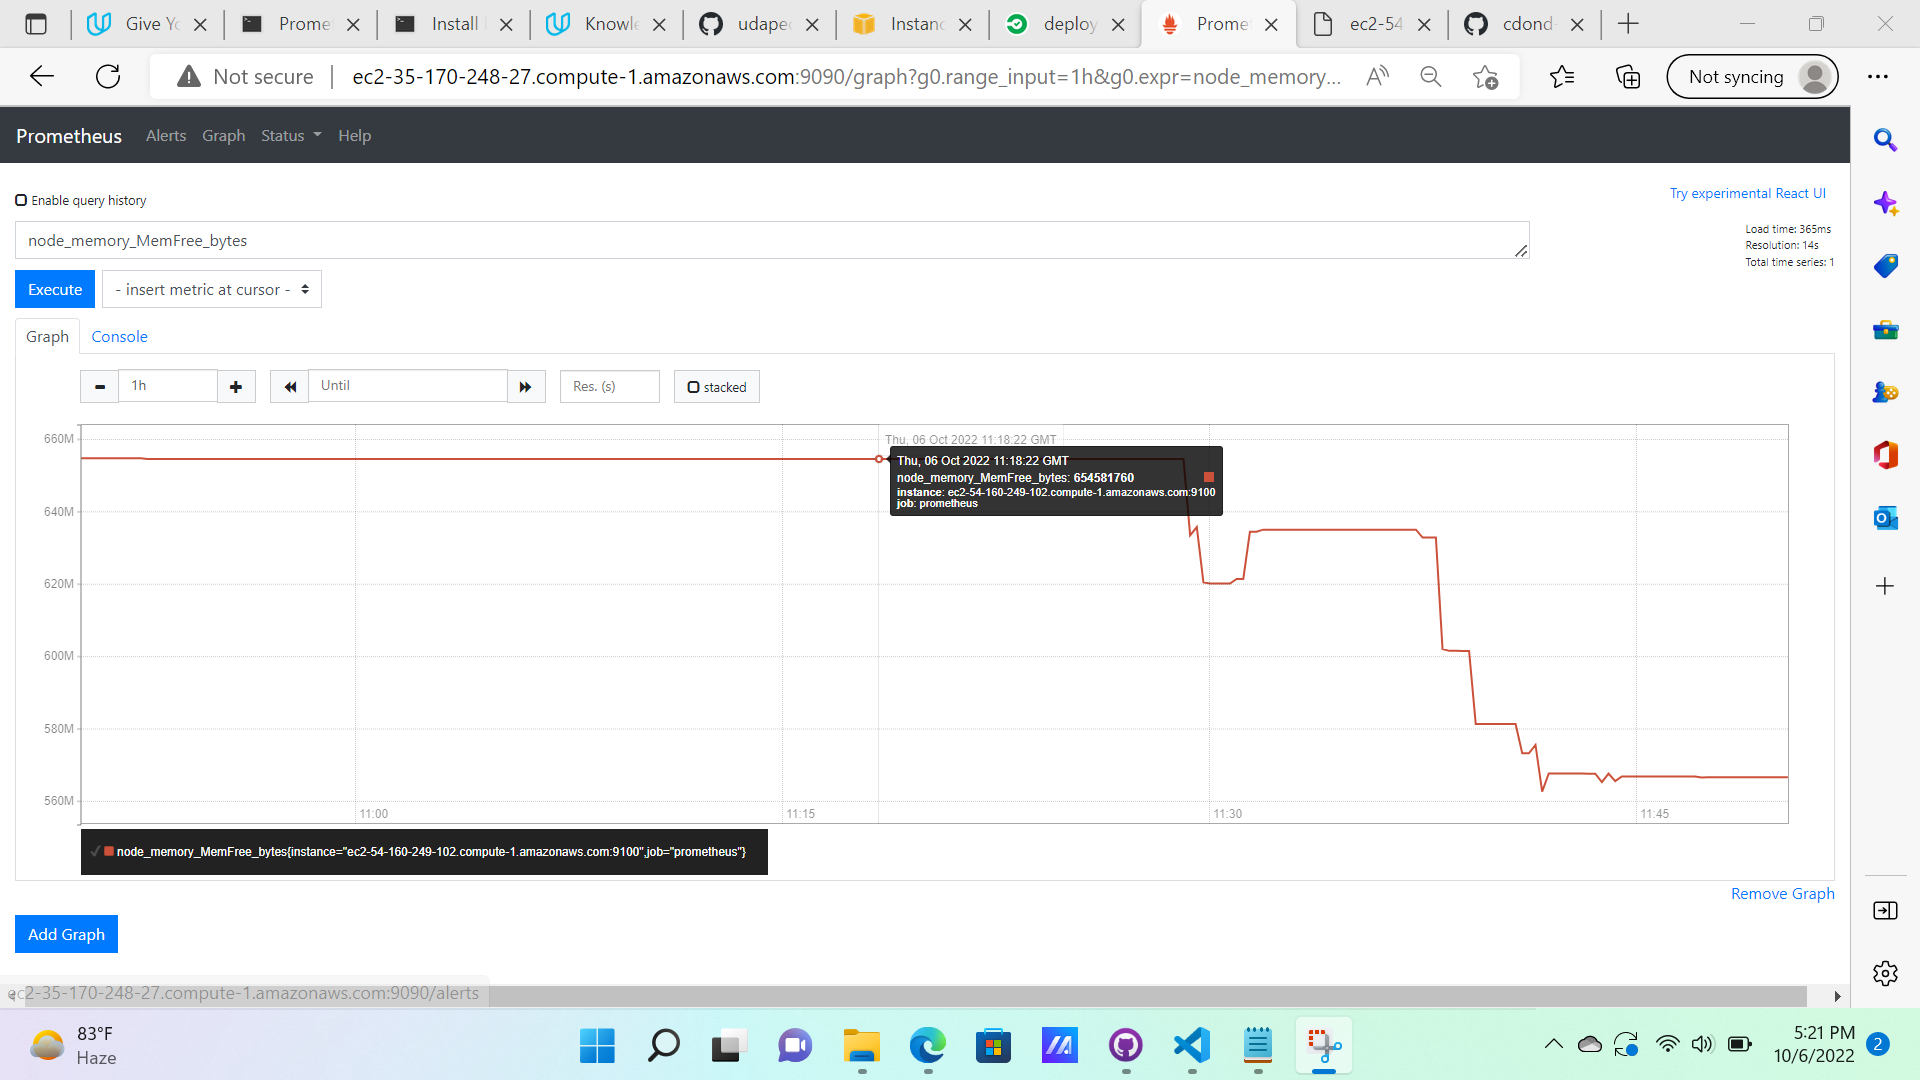 Give Yo
Promet
Install
Knowle
udaped
Instanc
deploy
Promet
ec2-54
cdond-
Not secure
ec2-35-170-248-27.compute-1.amazonaws.com:9090/graph?g0.range_input=1h&g0.expr=node_memory...
Not syncing
Prometheus
Alerts
Graph
Status
Help
Enable query history
Try experimental React UI
node_memory_MemFree_bytes
Load time: 365ms
Resolution: 14s
Total time series: 1
Execute
- insert metric at cursor -
Graph
Console
1h
Until
Res. (s)
stacked
660M
640M
620M
600M
580M
560M
Thu, 06 Oct 2022 11:18:22 GMT
Thu, 06 Oct 2022 11:18:22 GMT
node_memory_MemFree_bytes: 654581760
instance: ec2-54-160-249-102.compute-1.amazonaws.com:9100
job: prometheus
11:00
11:15
11:30
11:45
node_memory_MemFree_bytes{instance="ec2-54-160-249-102.compute-1.amazonaws.com:9100",job="prometheus"}
Remove Graph
Add Graph
ec2-35-170-248-27.compute-1.amazonaws.com:9090/alerts
83°F
Haze
5:21 PM
10/6/2022
2